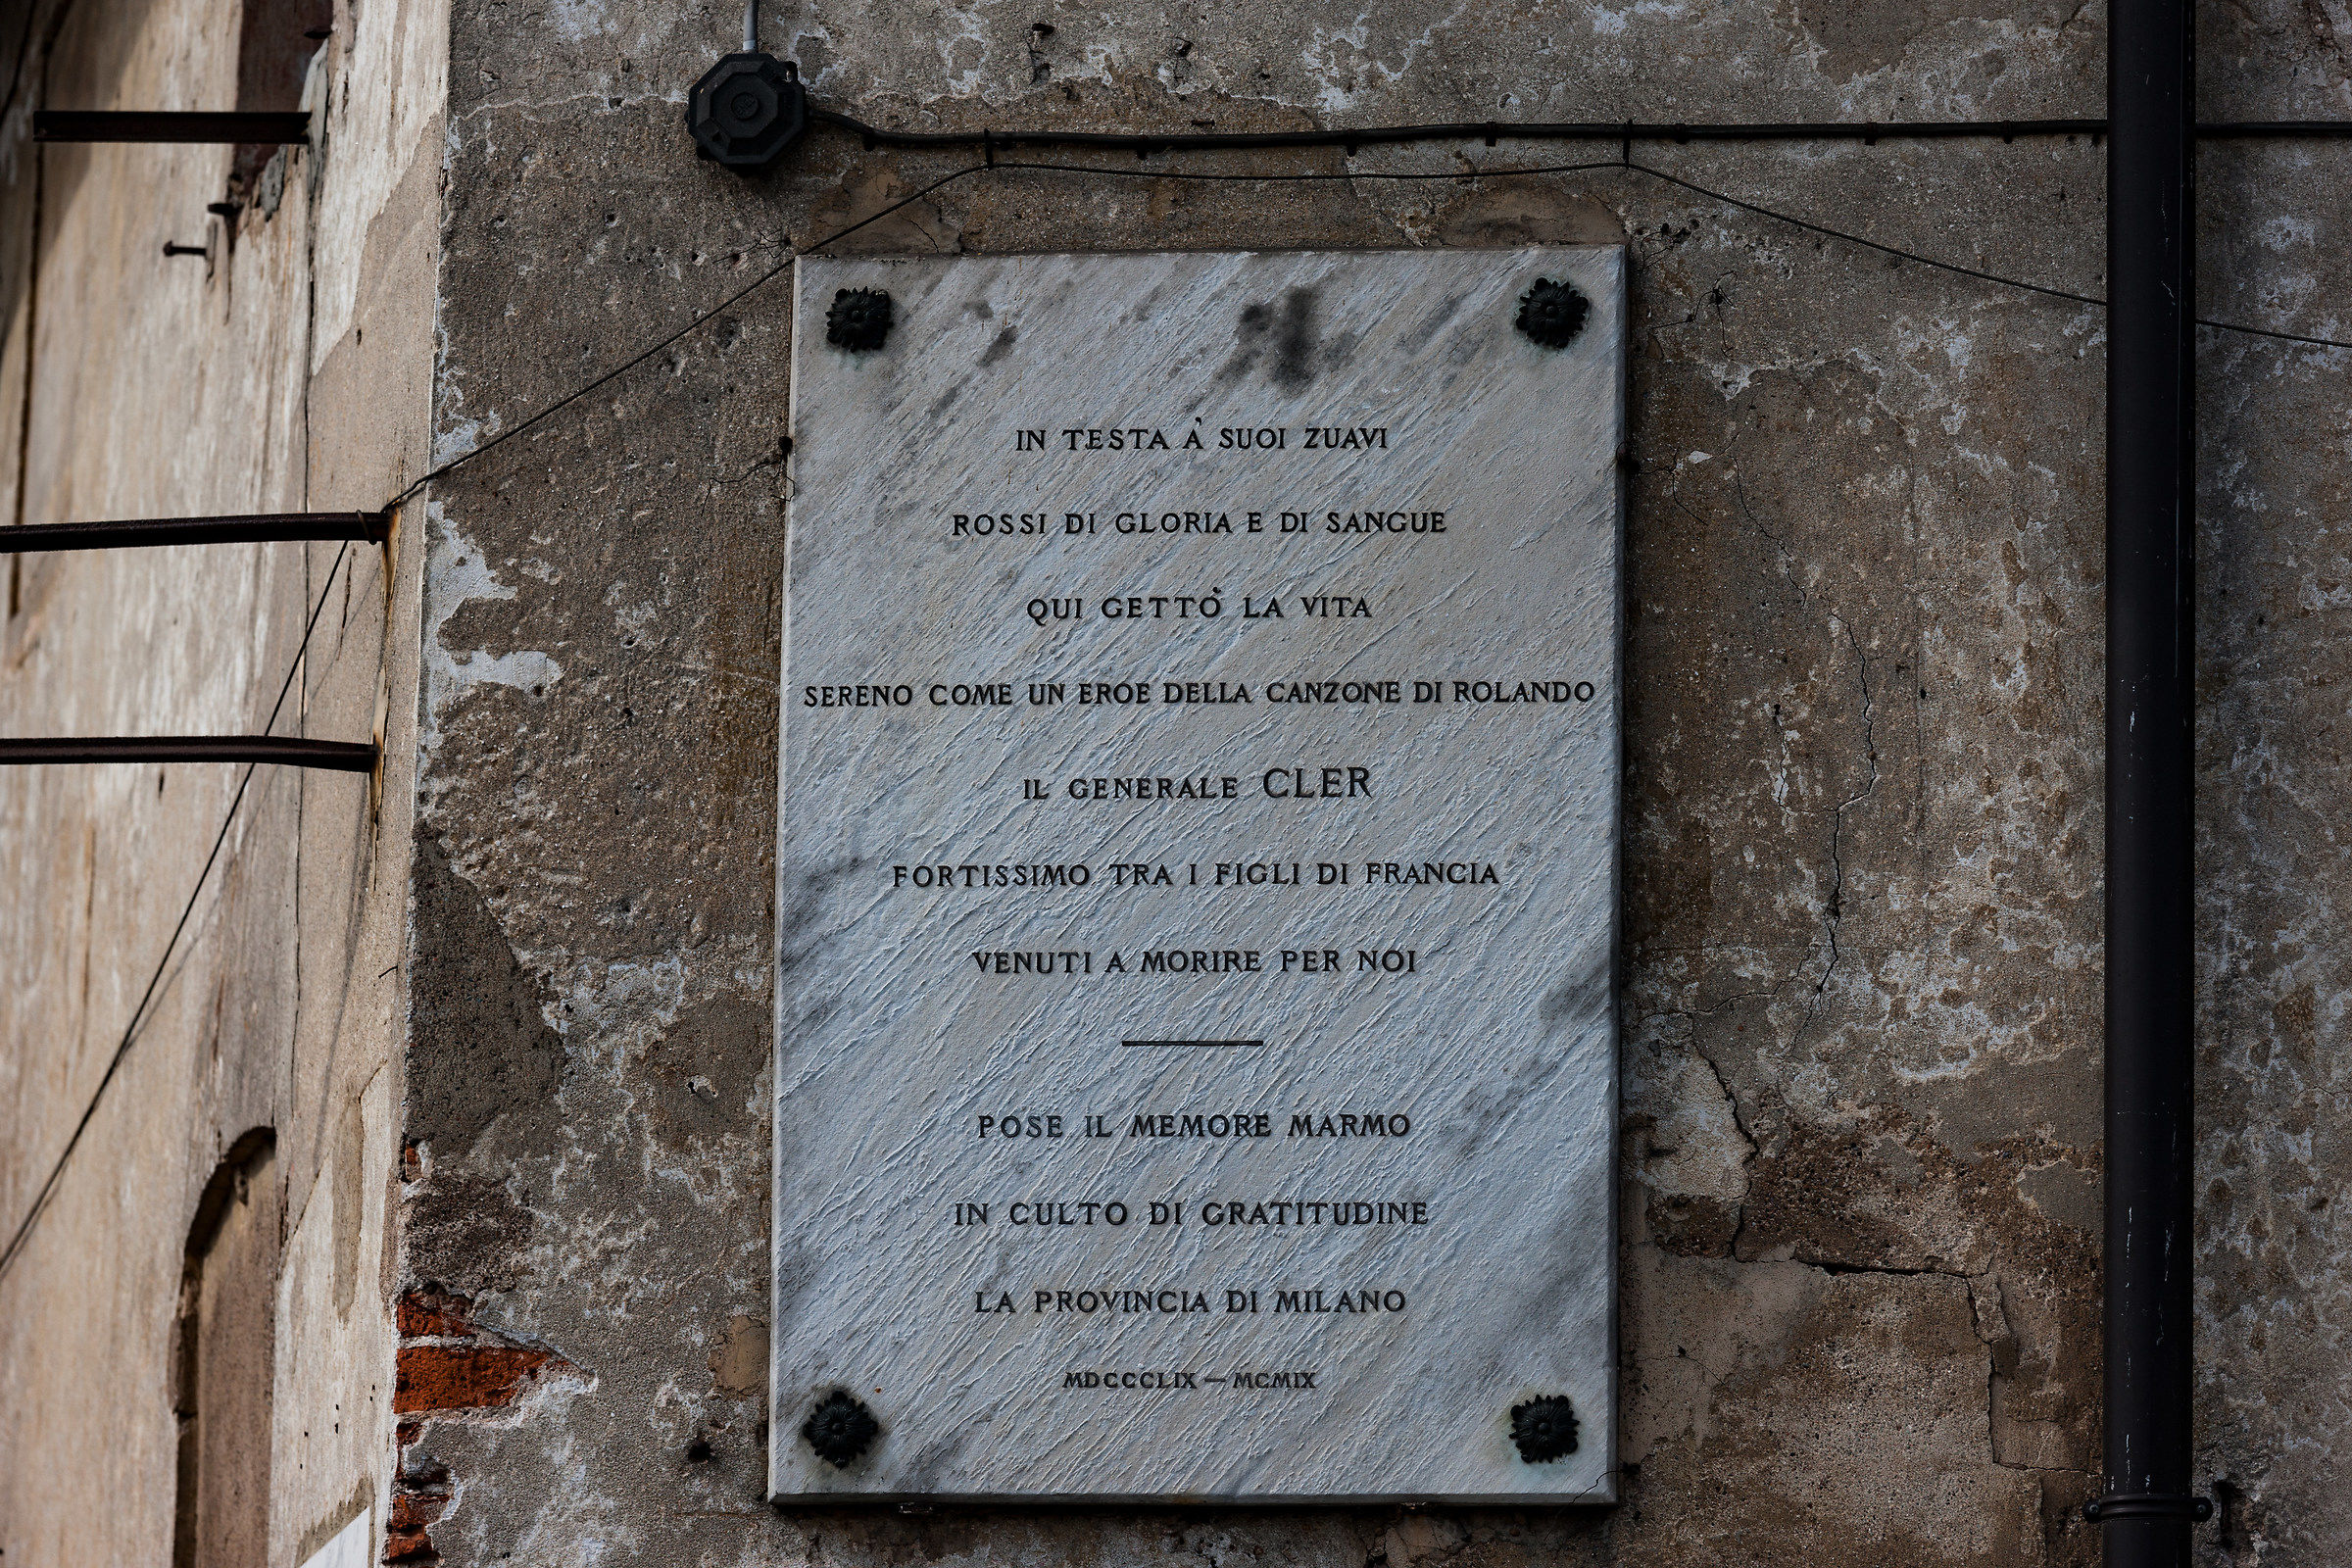 IN TESTA À SUOI ZUAVI
ROSSI DI GLORIA E DI SANGUE
QUI GETTÒ LA VITA
SERENO COME UN EROE DELLA CANZONE DI ROLANDO
IL GENERALE CLER
FORTISSIMO TRA I FIGLI DI FRANCIA
VENUTI A MORIRE PER NOI
POSE IL MEMORE MARMO
IN CULTO DI GRATITUDINE
LA PROVINCIA DI MILANO
MDCCCLIX — MCMIX